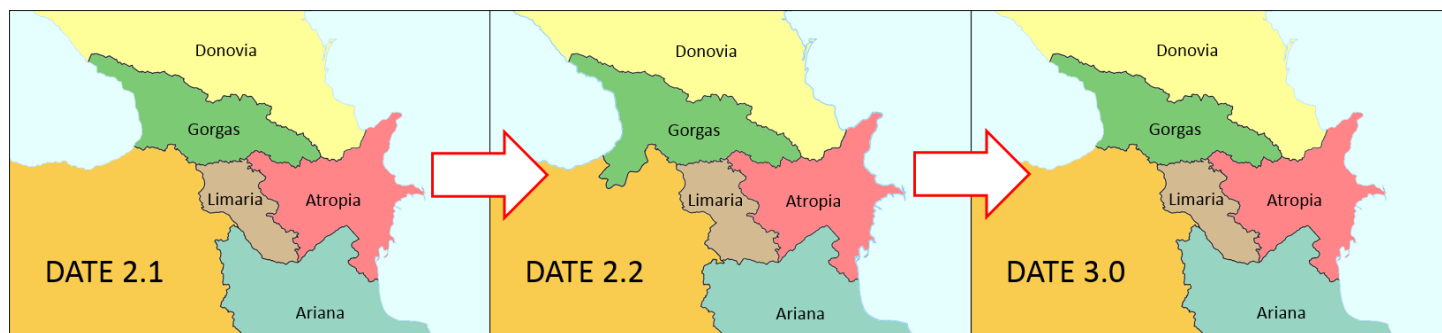 Donovia
Gorgas
Limaria
Atropia
DATE 2.1
Ariana
Donovia
Gorgas
Limaria
Atropia
DATE 2.2
Ariana
Donovia
Gorgas
Limaria
Atropia
DATE 3.0
Ariana